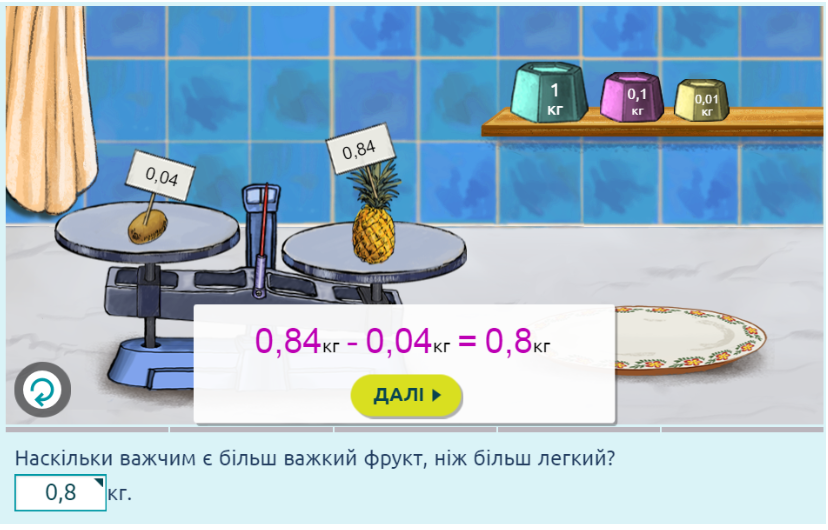 1
кг
0,1
кг
0,01
кг
0,84
0,04
0,84кг - 0,04кг = 0,8кг
ДАЛІ
Наскільки важчим є більш важкий фрукт, ніж більш легкий?
0,8 кг.